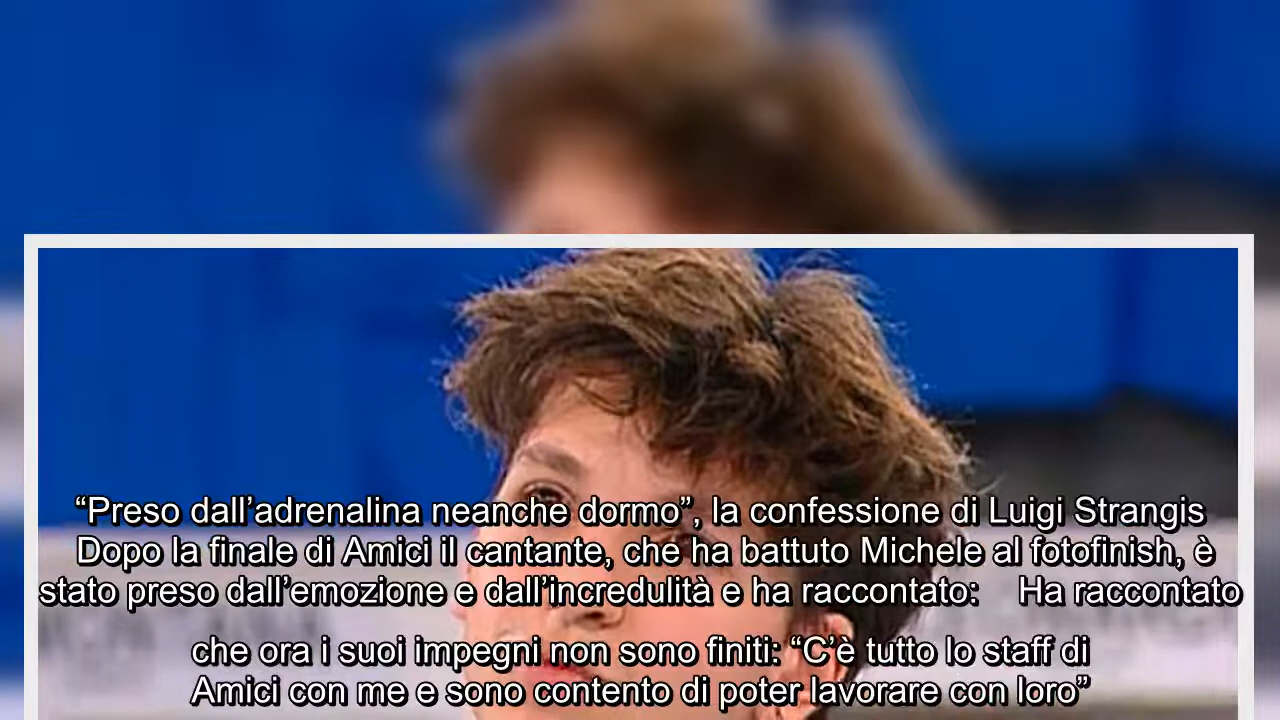 “Preso dall’adrenalina neanche dormo”, la confessione di Luigi Strangis
Dopo la finale di Amici il cantante, che ha battuto Michele al fotofinish, è
stato preso dall’emozione e dall’incredulità e ha raccontato: Ha raccontato
che ora i suoi impegni non sono finiti: “C’è tutto lo staff di
Amici con me e sono contento di poter lavorare con loro”